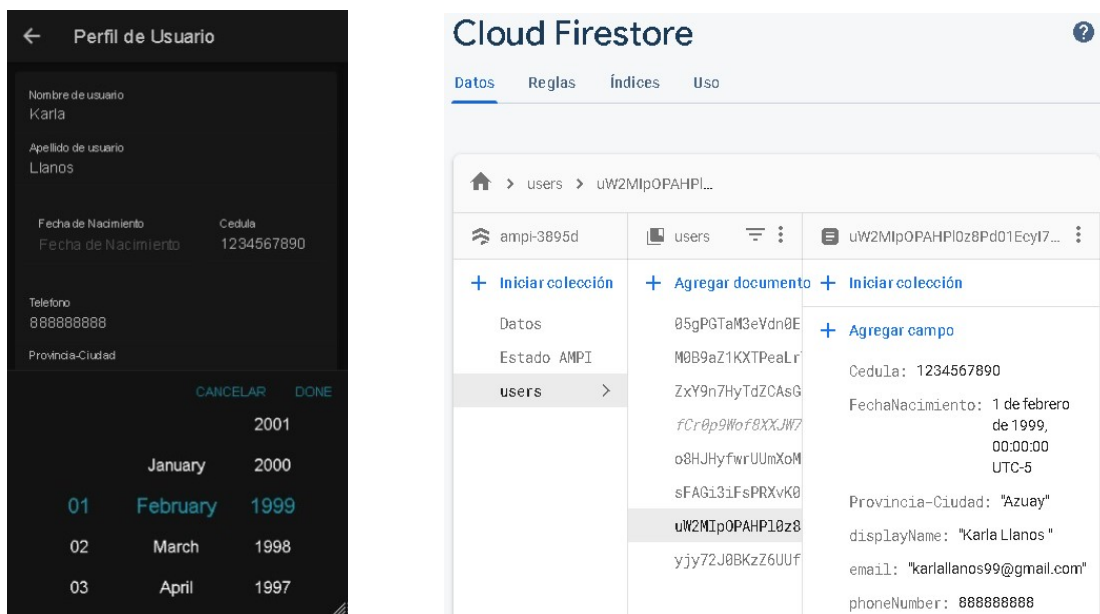 Perfil de Usuario
Nombre de usuario
Karla
Apellido de usuario
Llanos
Fecha de Nacimiento Cedula
Fecha de Nacimiento 1234567890
Telefono
888888888
Provincia-Ciudad
CANCELAR DONE
2001
January 2000
01 February 1999
02 March 1998
03 April 1997
Cloud Firestore
Datos Reglas Índices Uso
users > uW2MIpOPAHPl…
ampi-3895d
Iniciar colección
Datos
Estado AMPI
users
users
Agregar documento
05gPGTaM3eVdn0E
M0B9aZ1KXTPeaLr
ZxY9n7HyTdZCAsG
fCr0p9Wof8XXJW7
o8HJHyfwrUUmXoM
sFAGi3iFsPRXvK0
uW2MIpOPAHPl0z8
yjy72J0BKzZ6UUf
uW2MIpOPAHPl0z8Pd01EcyI7…
Iniciar colección
Agregar campo
Cedula: 1234567890
FechaNacimiento: 1 de febrero
de 1999,
00:00:00
UTC-5
Provincia-Ciudad: "Azuay"
displayName: "Karla Llanos "
email: "karlallanos99@gmail.com"
phoneNumber: 888888888